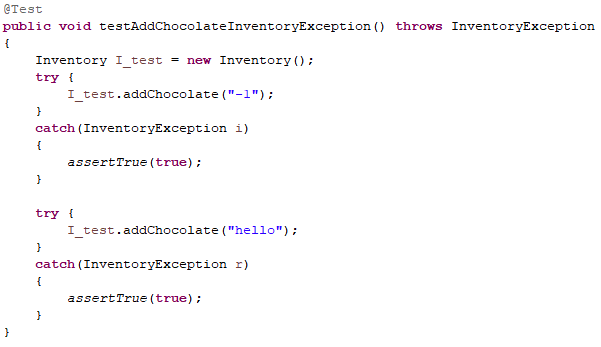 @Test
public void testAddChocolateInventoryException() throws InventoryException
{
    Inventory I_test = new Inventory();
    try {
        I_test.addChocolate("-1");
    }
    catch(InventoryException i)
    {
        assertTrue(true);
    }

    try {
        I_test.addChocolate("hello");
    }
    catch(InventoryException r)
    {
        assertTrue(true);
    }
}